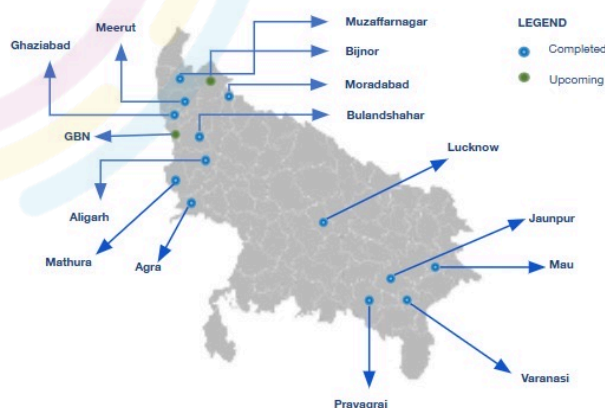 Muzaffarnagar
Meerut
LEGEND
Ghaziabad
Completed
Bijnor
Upcoming
Moradabad
Bulandshahar
GBN
Lucknow
Aligarh
Jaunpur
Mathura
Agra
Mau
Varanasi
Prayagraj